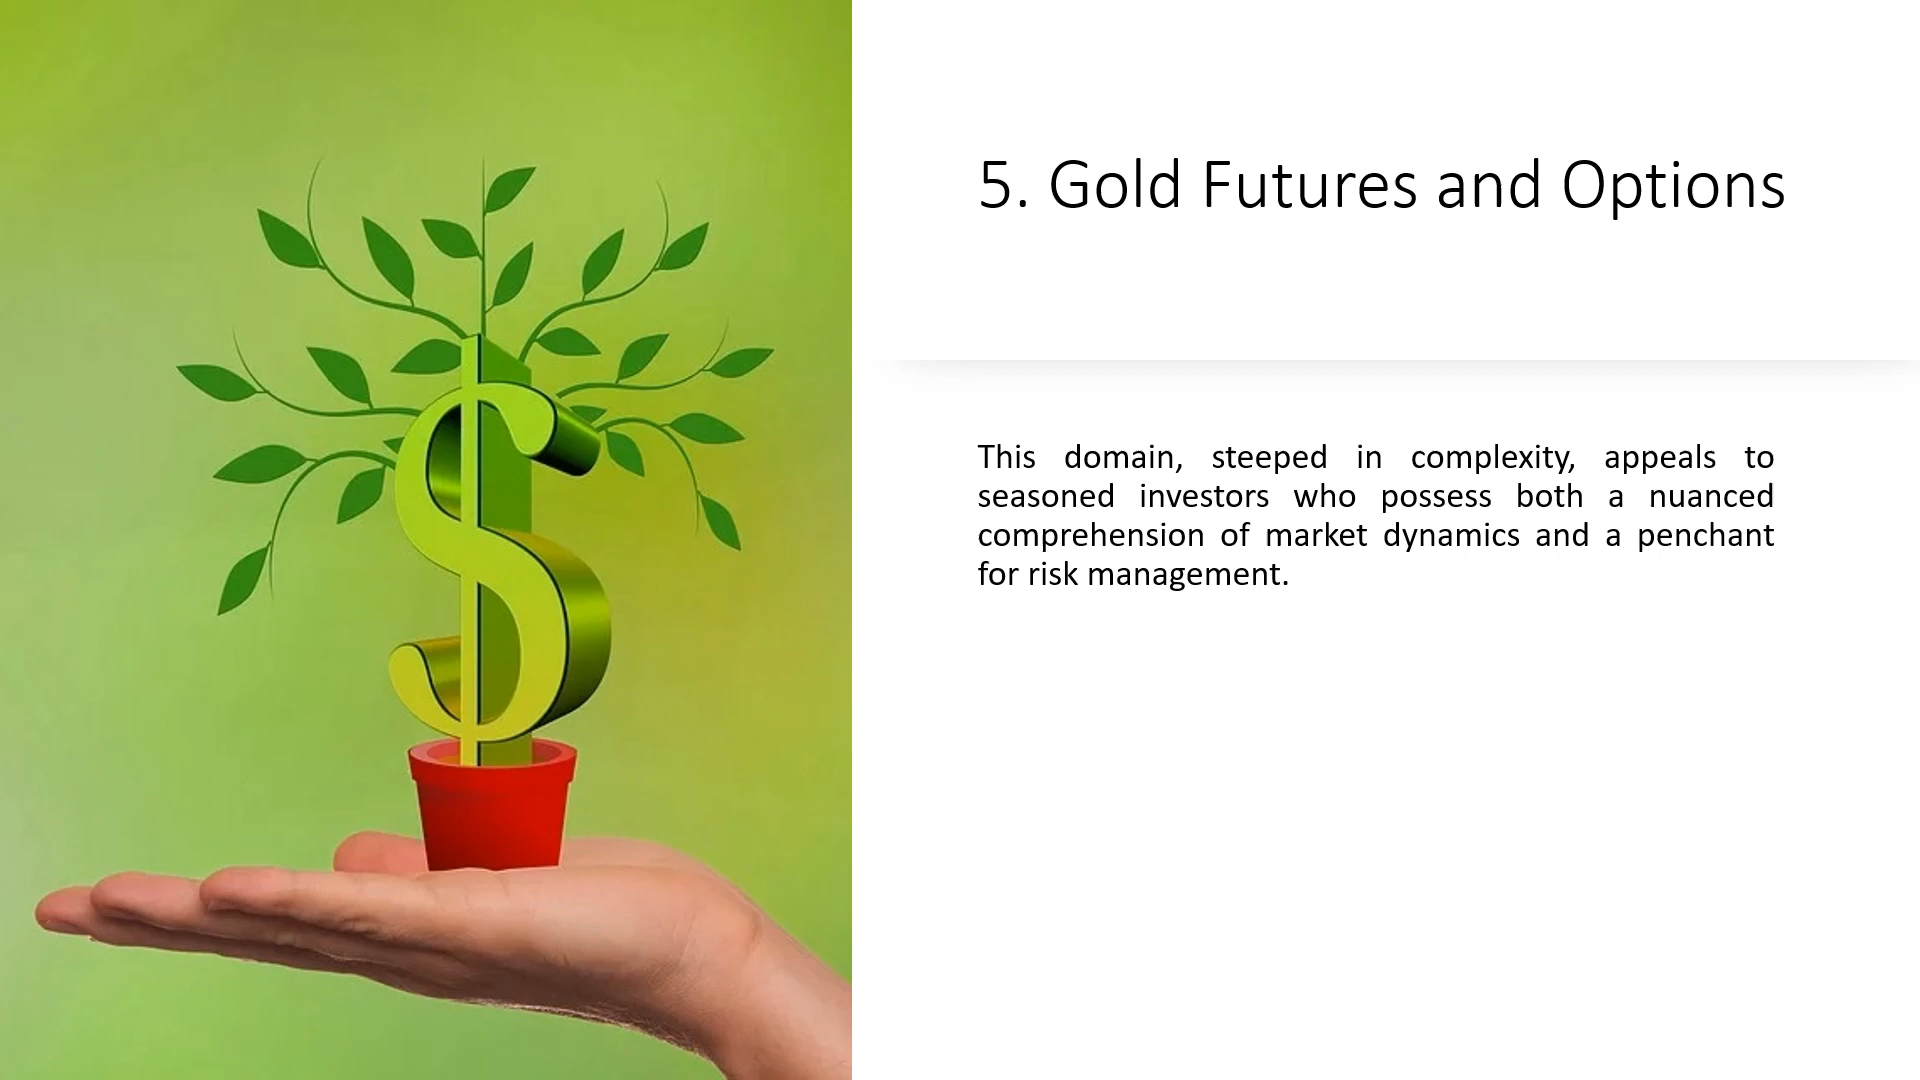 5. Gold Futures and Options
This domain, steeped in complexity, appeals to
seasoned investors who possess both a nuanced
comprehension of market dynamics and a penchant
for risk management.